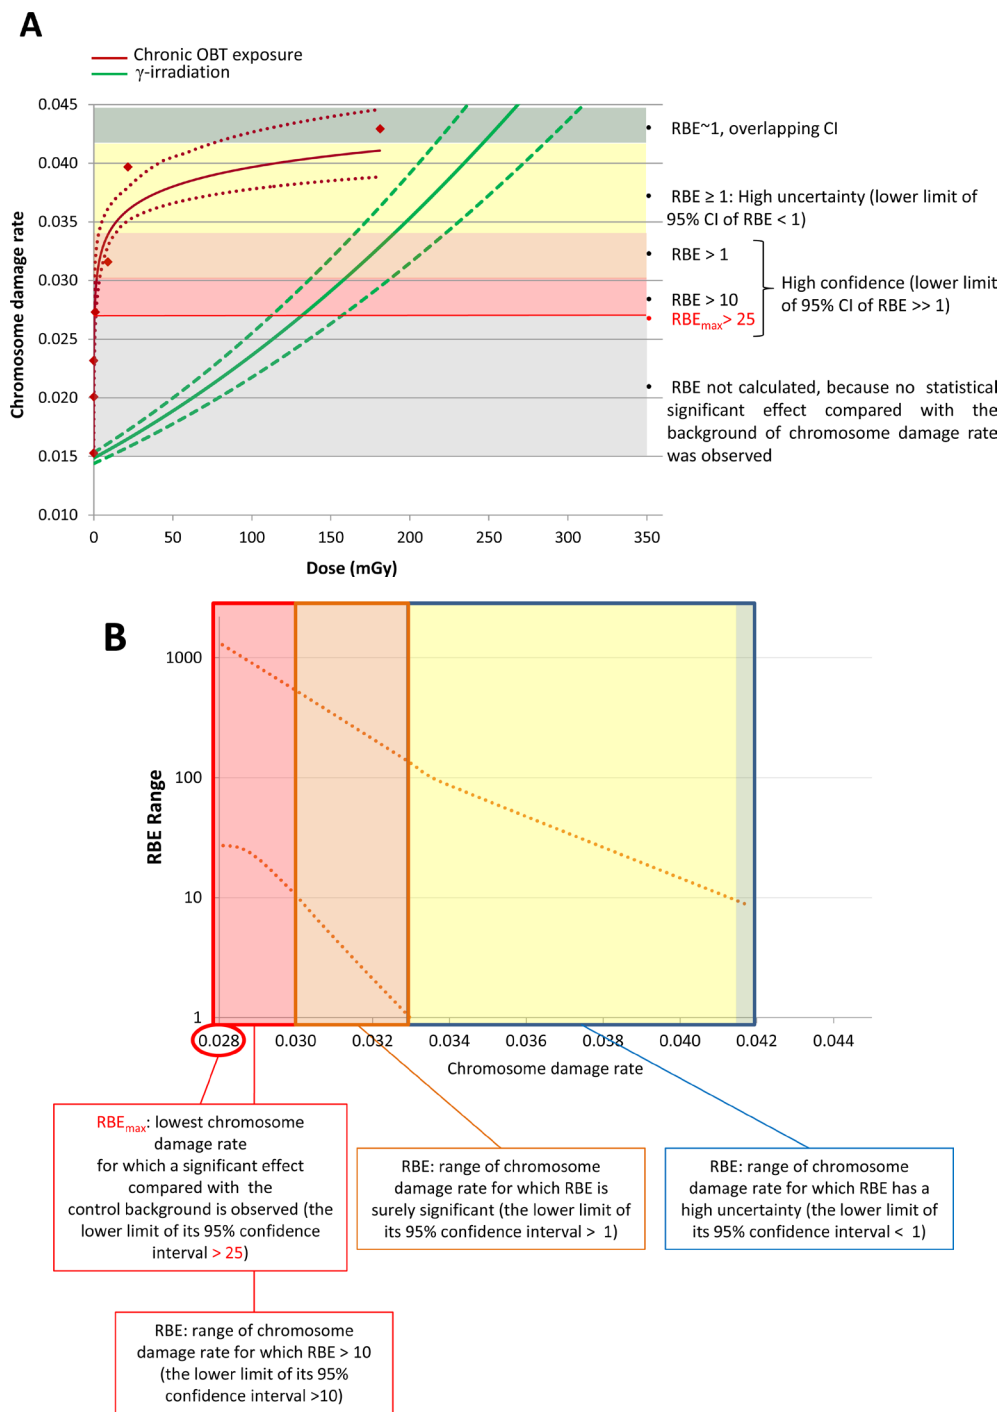 A
Chronic OBT exposure
γ-irradiation
Chromosome damage rate
0.045
0.040
0.035
0.030
0.025
0.020
0.015
0.010
0 50 100 150 200 250 300 350
Dose (mGy)
RBE~1, overlapping CI
RBE ≥ 1: High uncertainty (lower limit of
95% CI of RBE < 1)
RBE > 1
RBE > 10
RBEmax> 25
High confidence (lower limit
of 95% CI of RBE >> 1)
RBE not calculated, because no statistical
significant effect compared with the
background of chromosome damage rate
was observed
B
RBE Range
1000
100
10
1
0.028 0.030 0.032 0.034 0.036 0.038 0.040 0.042 0.044
Chromosome damage rate
RBEmax: lowest chromosome
damage rate
for which a significant effect
compared with the
control background is observed (the
lower limit of its 95% confidence
interval > 25)
RBE: range of chromosome
damage rate for which RBE is
surely significant (the lower limit of
its 95% confidence interval > 1)
RBE: range of chromosome
damage rate for which RBE has a
high uncertainty (the lower limit of
its 95% confidence interval < 1)
RBE: range of chromosome
damage rate for which RBE > 10
(the lower limit of its 95%
confidence interval >10)